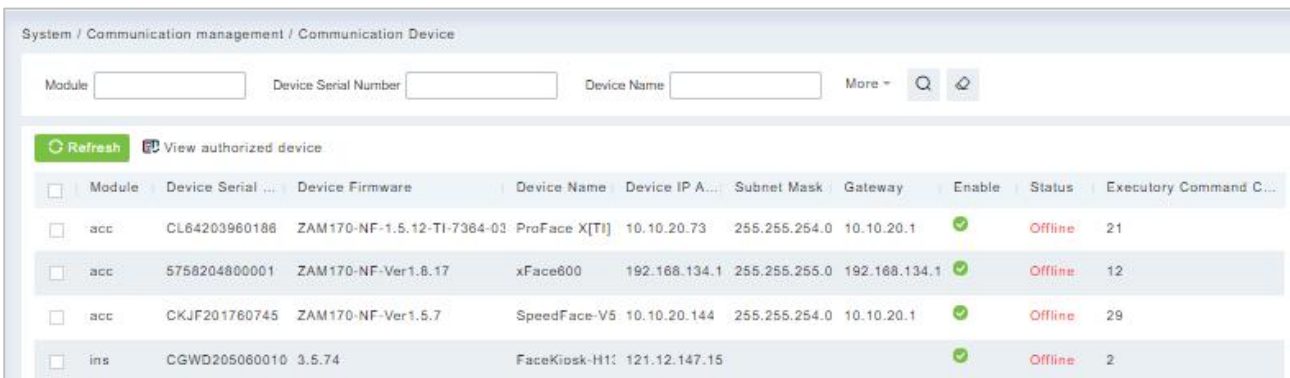 System / Communication management / Communication Device
Module Device Serial Number Device Name More
Refresh View authorized device
Module Device Serial ... Device Firmware Device Name Device IP A... Subnet Mask Gateway Enable Status Executory Command C...
acc CL64203960186 ZAM170-NF-1.5.12-TI-7364-03 ProFace X[TI] 10.10.20.73 255.255.254.0 10.10.20.1 Offline 21
acc 5758204800001 ZAM170-NF-Ver1.8.17 xFace600 192.168.134.1 255.255.255.0 192.168.134.1 Offline 12
acc CKJF201760745 ZAM170-NF-Ver1.5.7 SpeedFace-V5 10.10.20.144 255.255.254.0 10.10.20.1 Offline 29
ins CGWD205060010 3.5.74 FaceKiosk-H1 121.12.147.15 Offline 2